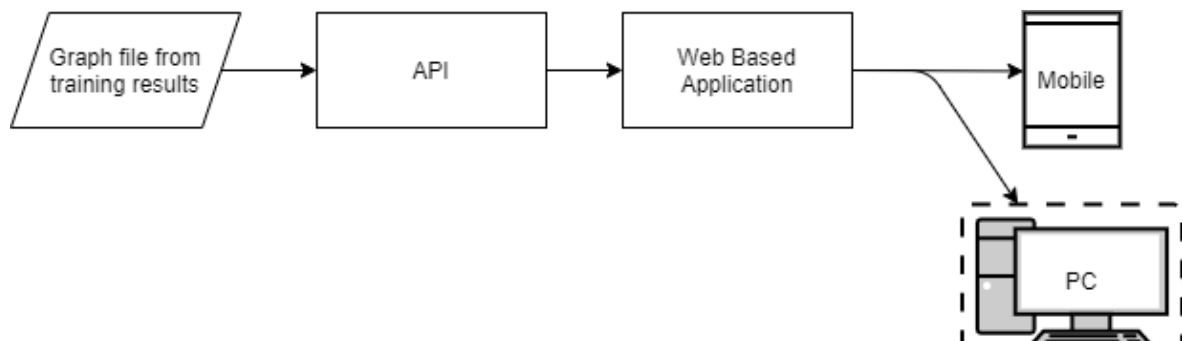 Graph file from
training results
API
Web Based
Application
Mobile
PC